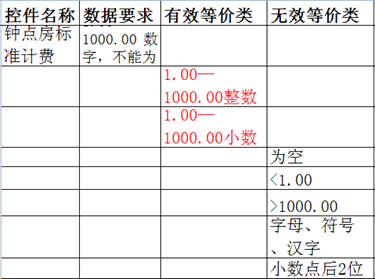 控件名称 数据要求 有效等价类 无效等价类
钟点房标 1000.00 数
准计费 字，不能为
1.00—
1000.00整数
1.00—
1000.00小数
为空
<1.00
>1000.00
字母、符号
、汉字
小数点后2位